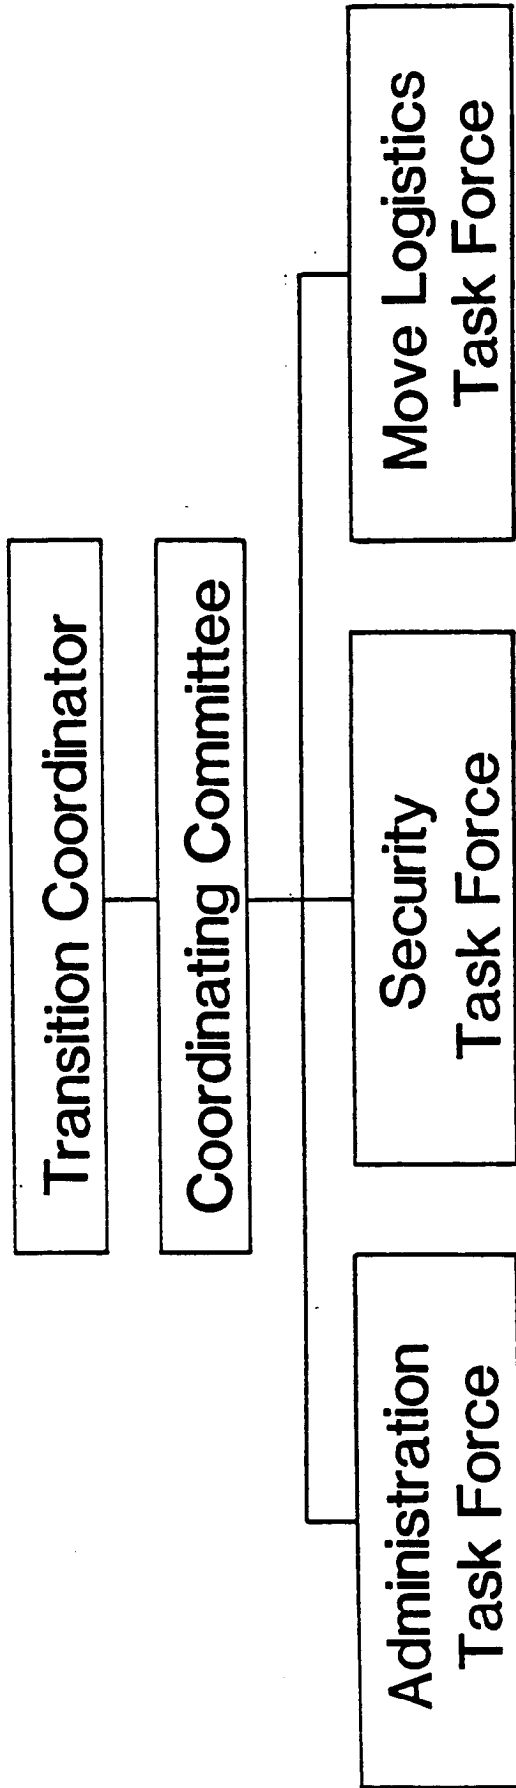 Transition Coordinator
Coordinating Committee
Administration
Task Force
Security
Task Force
Move Logistics
Task Force